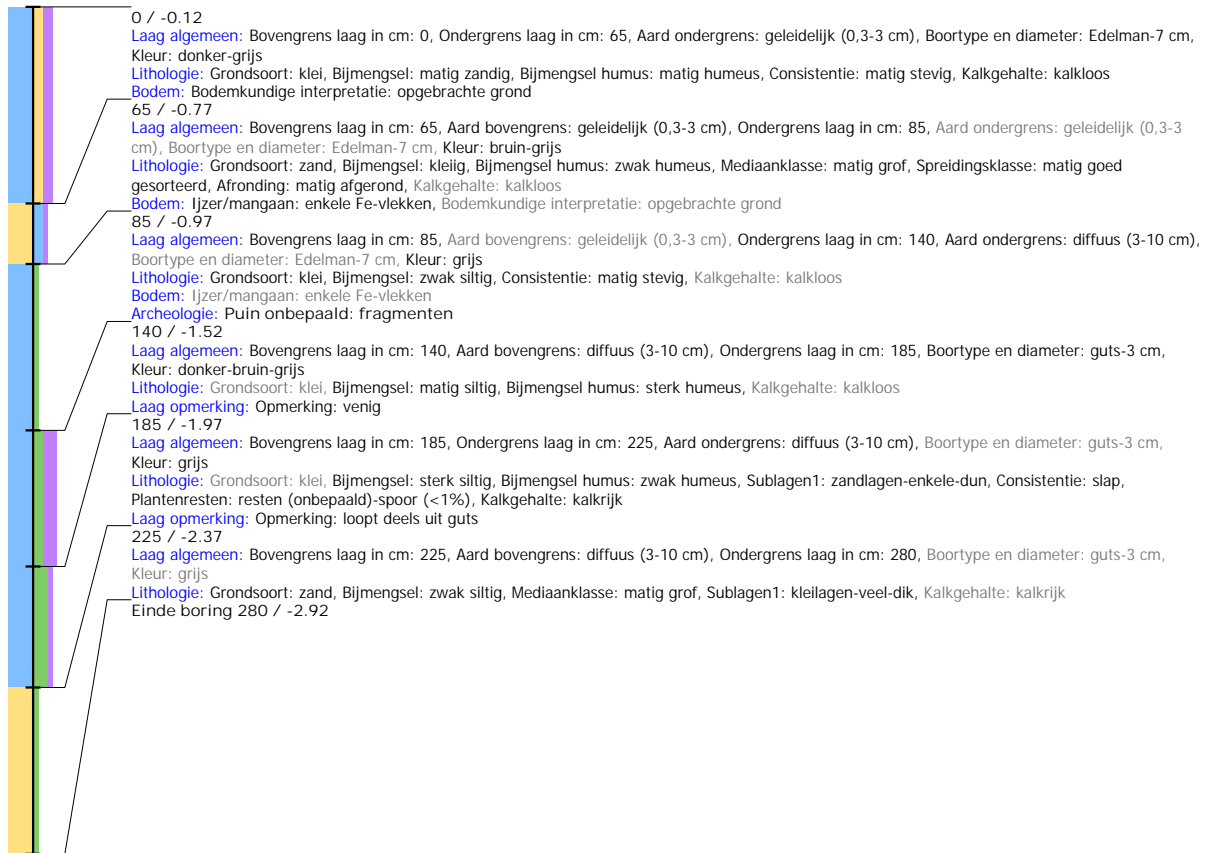 0 / -0.12
Laag algemeen: Bovengrens laag in cm: 0, Ondergrens laag in cm: 65, Aard ondergrens: geleidelijk (0,3-3 cm), Boortype en diameter: Edelman-7 cm,
Kleur: donker-grijs
Lithologie: Grondsoort: klei, Bijmengsel: matig zandig, Bijmengsel humus: matig humeus, Consistentie: matig stevig, Kalkgehalte: kalkloos
Bodem: Bodemkundige interpretatie: opgebrachte grond
65 / -0.77
Laag algemeen: Bovengrens laag in cm: 65, Aard bovengrens: geleidelijk (0,3-3 cm), Ondergrens laag in cm: 85, Aard ondergrens: geleidelijk (0,3-3
cm), Boortype en diameter: Edelman-7 cm, Kleur: bruin-grijs
Lithologie: Grondsoort: zand, Bijmengsel: kleiig, Bijmengsel humus: zwak humeus, Mediaanklasse: matig grof, Spreidingsklasse: matig goed
gesorteerd, Afronding: matig afgerond, Kalkgehalte: kalkloos
Bodem: Ijzer/mangaan: enkele Fe-vlekken, Bodemkundige interpretatie: opgebrachte grond
85 / -0.97
Laag algemeen: Bovengrens laag in cm: 85, Aard bovengrens: geleidelijk (0,3-3 cm), Ondergrens laag in cm: 140, Aard ondergrens: diffuus (3-10 cm),
Boortype en diameter: Edelman-7 cm, Kleur: grijs
Lithologie: Grondsoort: klei, Bijmengsel: zwak siltig, Consistentie: matig stevig, Kalkgehalte: kalkloos
Bodem: Ijzer/mangaan: enkele Fe-vlekken
Archeologie: Puin onbepaald: fragmenten
140 / -1.52
Laag algemeen: Bovengrens laag in cm: 140, Aard bovengrens: diffuus (3-10 cm), Ondergrens laag in cm: 185, Boortype en diameter: guts-3 cm,
Kleur: donker-bruin-grijs
Lithologie: Grondsoort: klei, Bijmengsel: matig siltig, Bijmengsel humus: sterk humeus, Kalkgehalte: kalkloos
Laag opmerking: Opmerking: venig
185 / -1.97
Laag algemeen: Bovengrens laag in cm: 185, Ondergrens laag in cm: 225, Aard ondergrens: diffuus (3-10 cm), Boortype en diameter: guts-3 cm,
Kleur: grijs
Lithologie: Grondsoort: klei, Bijmengsel: sterk siltig, Bijmengsel humus: zwak humeus, Sublagen1: zandlagen-enkele-dun, Consistentie: slap,
Plantenresten: resten (onbepaald)-spoor (<1%), Kalkgehalte: kalkrijk
Laag opmerking: Opmerking: loopt deels uit guts
225 / -2.37
Laag algemeen: Bovengrens laag in cm: 225, Aard bovengrens: diffuus (3-10 cm), Ondergrens laag in cm: 280, Boortype en diameter: guts-3 cm,
Kleur: grijs
Lithologie: Grondsoort: zand, Bijmengsel: zwak siltig, Mediaanklasse: matig grof, Sublagen1: kleilagen-veel-dik, Kalkgehalte: kalkrijk
Einde boring 280 / -2.92